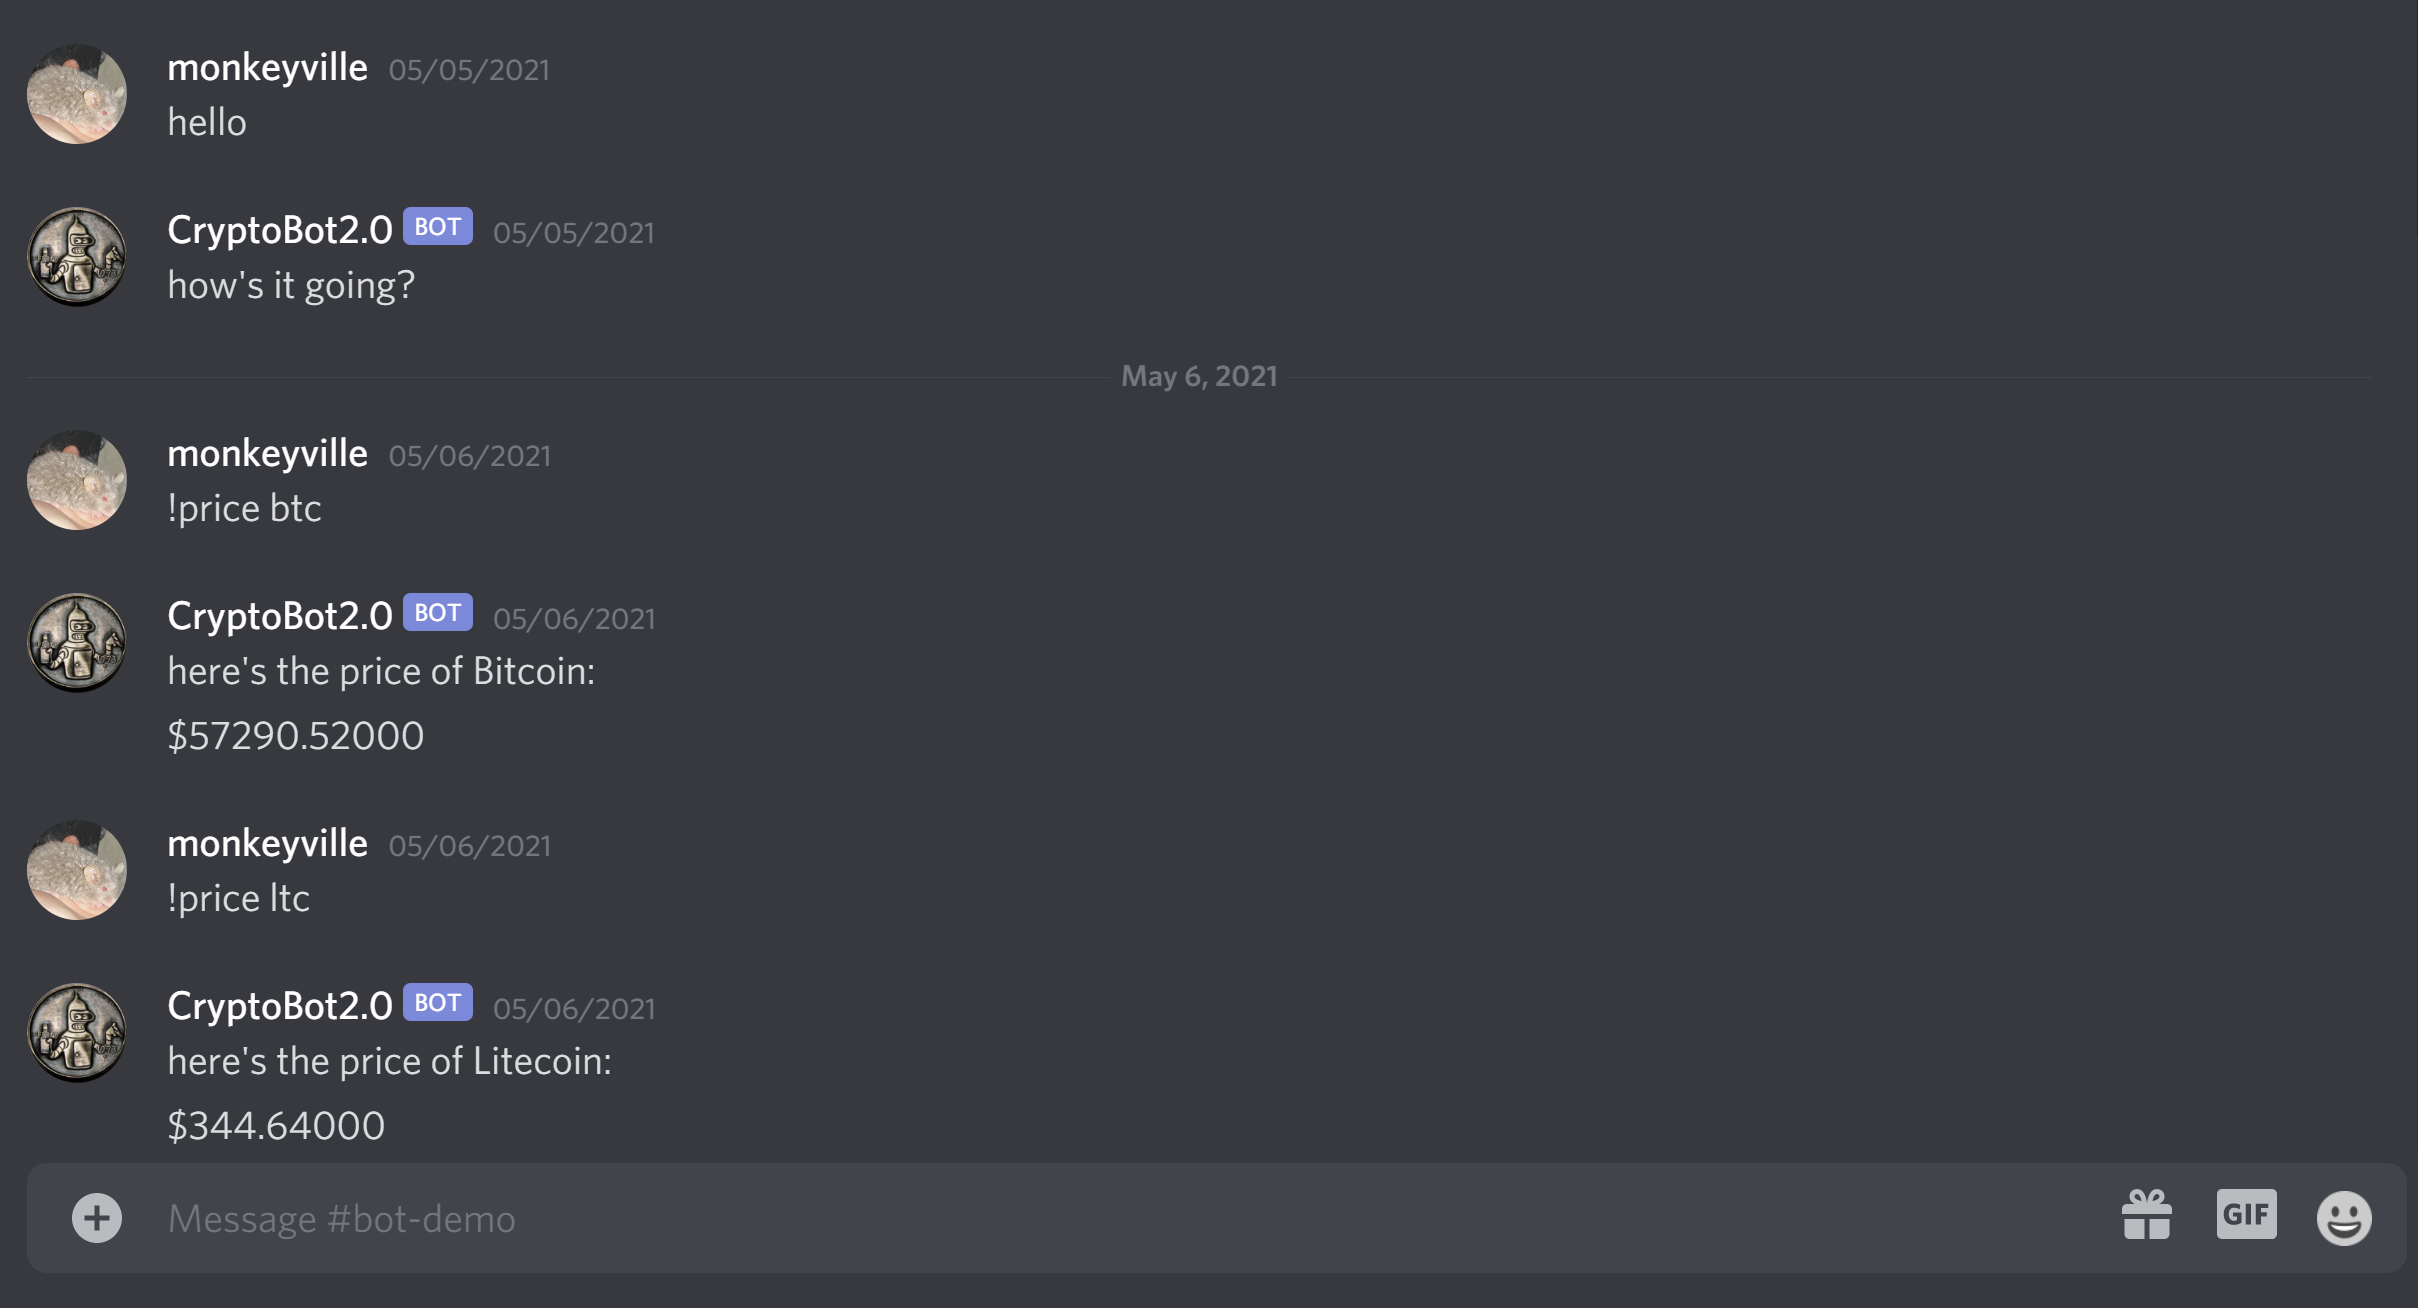 monkeyville 05/05/2021
hello
CryptoBot2.0 BOT 05/05/2021
how's it going?
May 6, 2021
monkeyville 05/06/2021
!price btc
CryptoBot2.0 BOT 05/06/2021
here's the price of Bitcoin:
$57290.52000
monkeyville 05/06/2021
!price ltc
CryptoBot2.0 BOT 05/06/2021
here's the price of Litecoin:
$344.64000
Message #bot-demo
GIF